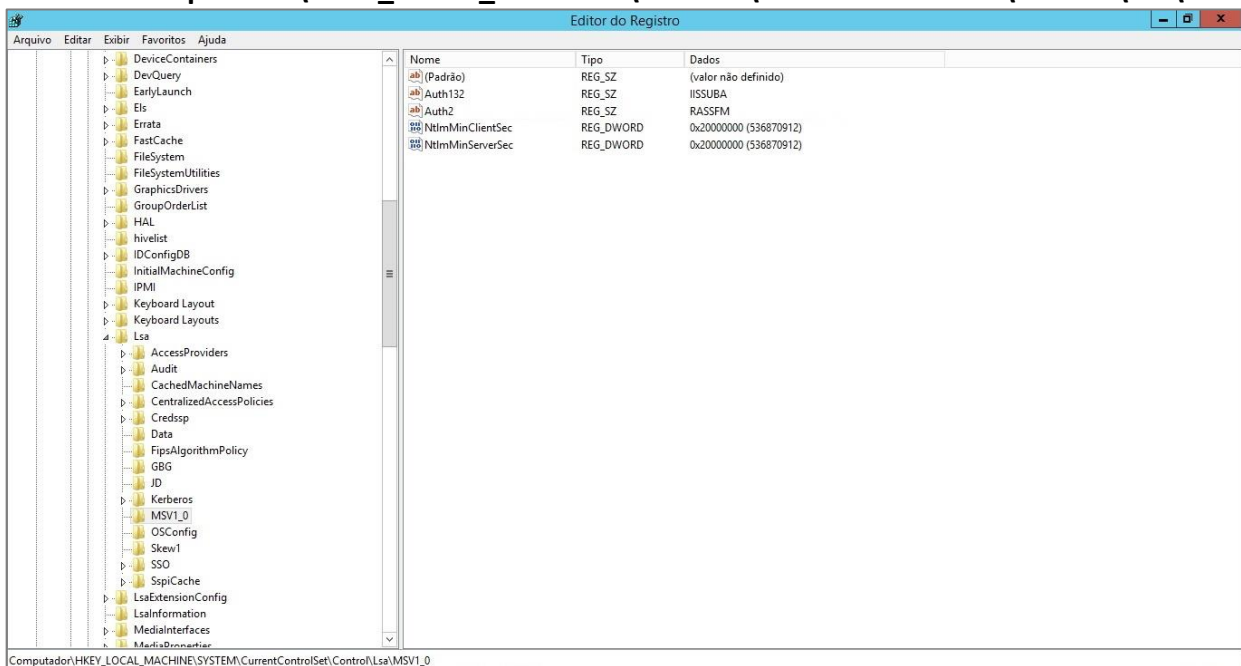 Editor do Registro
Arquivo Editar Exibir Favoritos Ajuda
DeviceContainers
DevQuery
EarlyLaunch
Els
Errata
FastCache
FileSystem
FileSystemUtilities
GraphicsDrivers
GroupOrderList
HAL
hivelist
IDConfigDB
InitialMachineConfig
IPMI
Keyboard Layout
Keyboard Layouts
Lsa
AccessProviders
Audit
CachedMachineNames
CentralizedAccessPolicies
Credssp
Data
FipsAlgorithmPolicy
GBG
JD
Kerberos
MSV1_0
OSConfig
Skew1
SSO
SspiCache
LsaExtensionConfig
LsaInformation
MediaInterfaces
MediaProperties
Nome Tipo Dados
(Padrão) REG_SZ (valor não definido)
Auth132 REG_SZ IISSUBA
Auth2 REG_SZ RASSFM
NtlmMinClientSec REG_DWORD 0x20000000 (536870912)
NtlmMinServerSec REG_DWORD 0x20000000 (536870912)
Computador\HKEY_LOCAL_MACHINE\SYSTEM\CurrentControlSet\Control\Lsa\MSV1_0